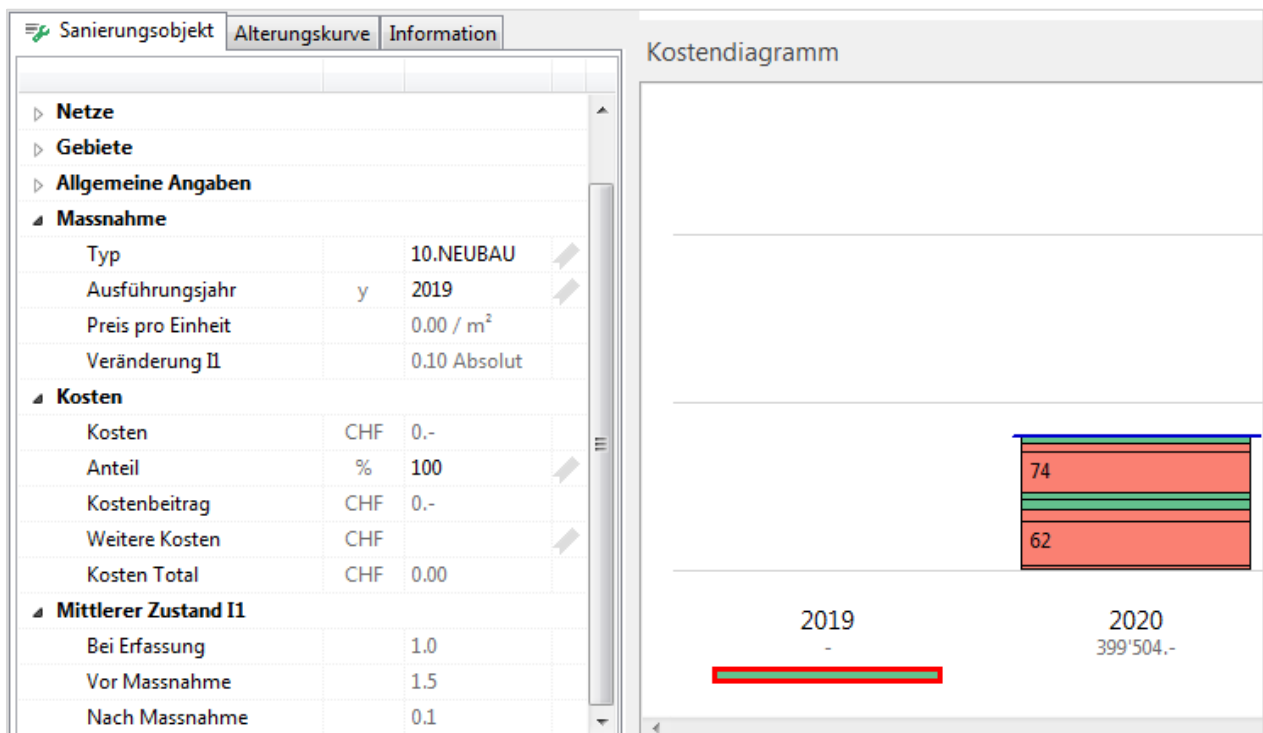 Sanierungsobjekt Alterungskurve Information
Netze
Gebiete
Allgemeine Angaben
Massnahme
Typ 10.NEUBAU
Ausführungsjahr y 2019
Preis pro Einheit 0.00 / m²
Veränderung I1 0.10 Absolut
Kosten
Kosten CHF 0.-
Anteil % 100
Kostenbeitrag CHF 0.-
Weitere Kosten CHF
Kosten Total CHF 0.00
Mittlerer Zustand I1
Bei Erfassung 1.0
Vor Massnahme 1.5
Nach Massnahme 0.1
Kostendiagramm
74
62
2019 2020
- 399'504.-